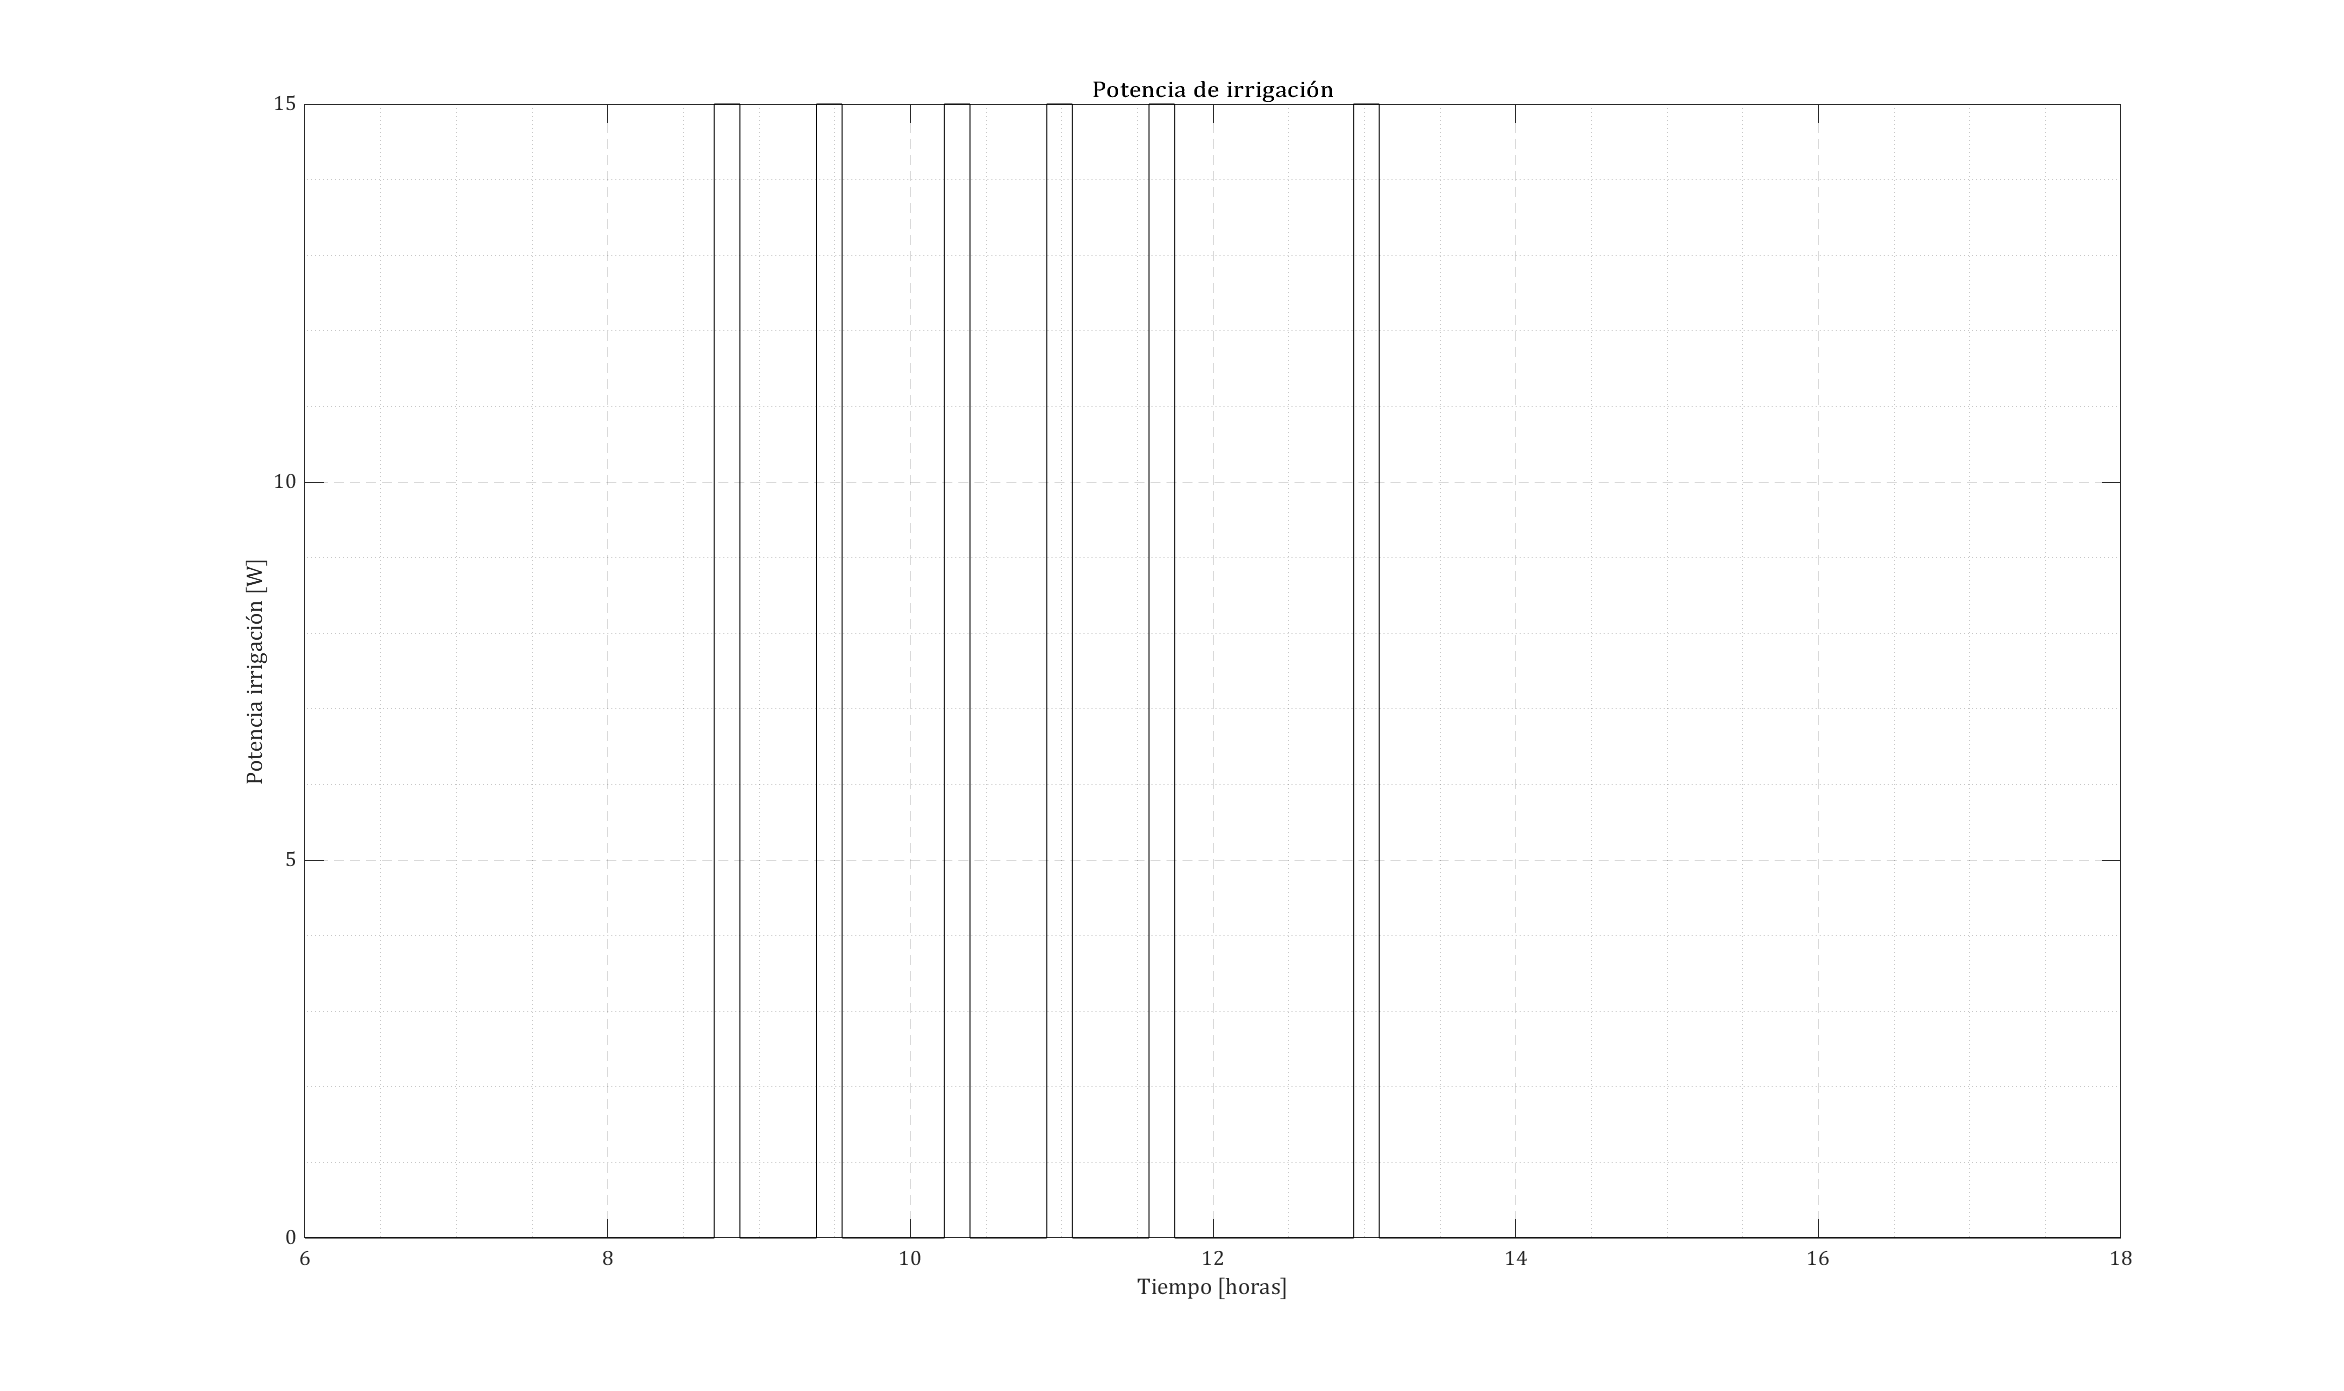 Potencia de irrigación
15
10
5
0
Potencia irrigación [W]
6 8 10 12 14 16 18
Tiempo [horas]